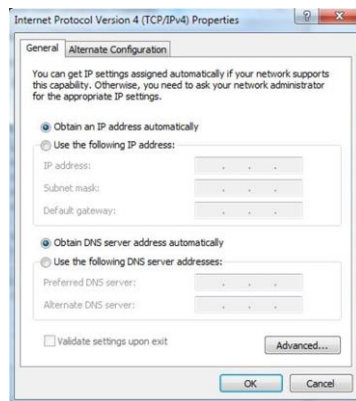 Internet Protocol Version 4 (TCP/IPv4) Properties
General Alternate Configuration
You can get IP settings assigned automatically if your network supports
this capability. Otherwise, you need to ask your network administrator
for the appropriate IP settings.
Obtain an IP address automatically
Use the following IP address:
IP address:
Subnet mask:
Default gateway:
Obtain DNS server address automatically
Use the following DNS server addresses:
Preferred DNS server:
Alternate DNS server:
Validate settings upon exit
Advanced...
OK Cancel